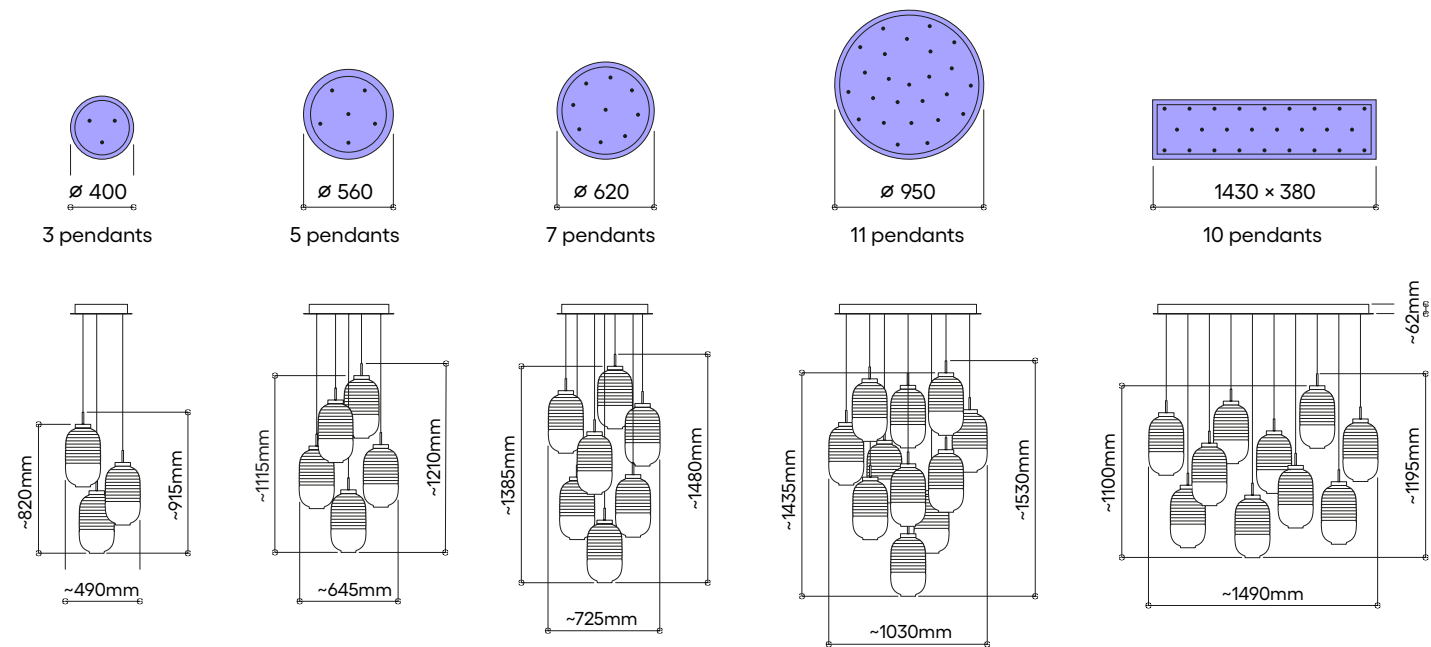 ⌀ 400
⌀ 560
⌀ 620
⌀ 950
1430 × 380
3 pendants
5 pendants
7 pendants
11 pendants
10 pendants
~820mm
~915mm
~490mm
~1115mm
~1210mm
~645mm
~1385mm
~1480mm
~725mm
~1435mm
~1530mm
~1030mm
~62mm
~1100mm
~1195mm
~1490mm